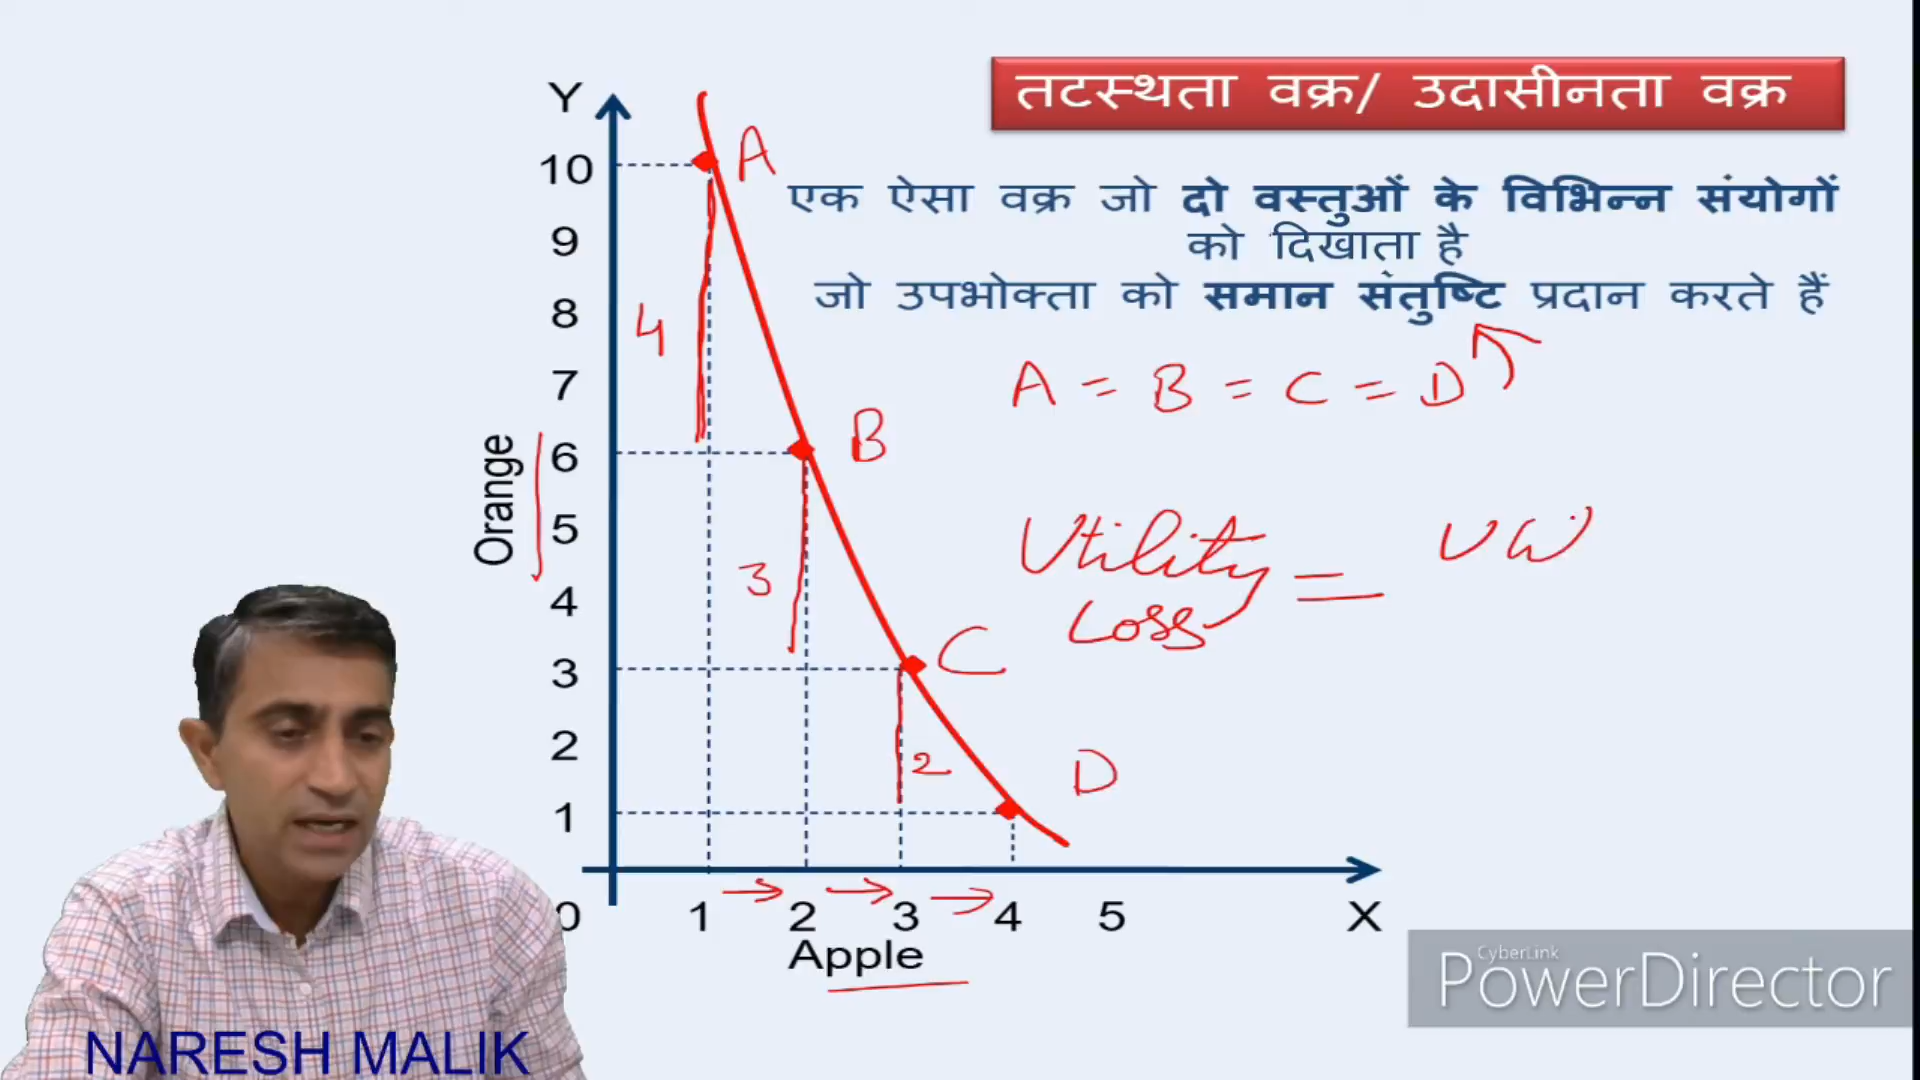 तटस्थता वक्र/ उदासीनता वक्र
एक ऐसा वक्र जो दो वस्तुओं के विभिन्न संयोगों
को दिखाता है
जो उपभोक्ता को समान संतुष्टि प्रदान करते हैं
A = B = C = D
Utility =
Loss
Y
10
9
8
7
6
5
4
3
2
1
0
Orange
A
B
C
D
4
3
2
1 2 3 4 5 X
Apple
NARESH MALIK
CyberLink
PowerDirector